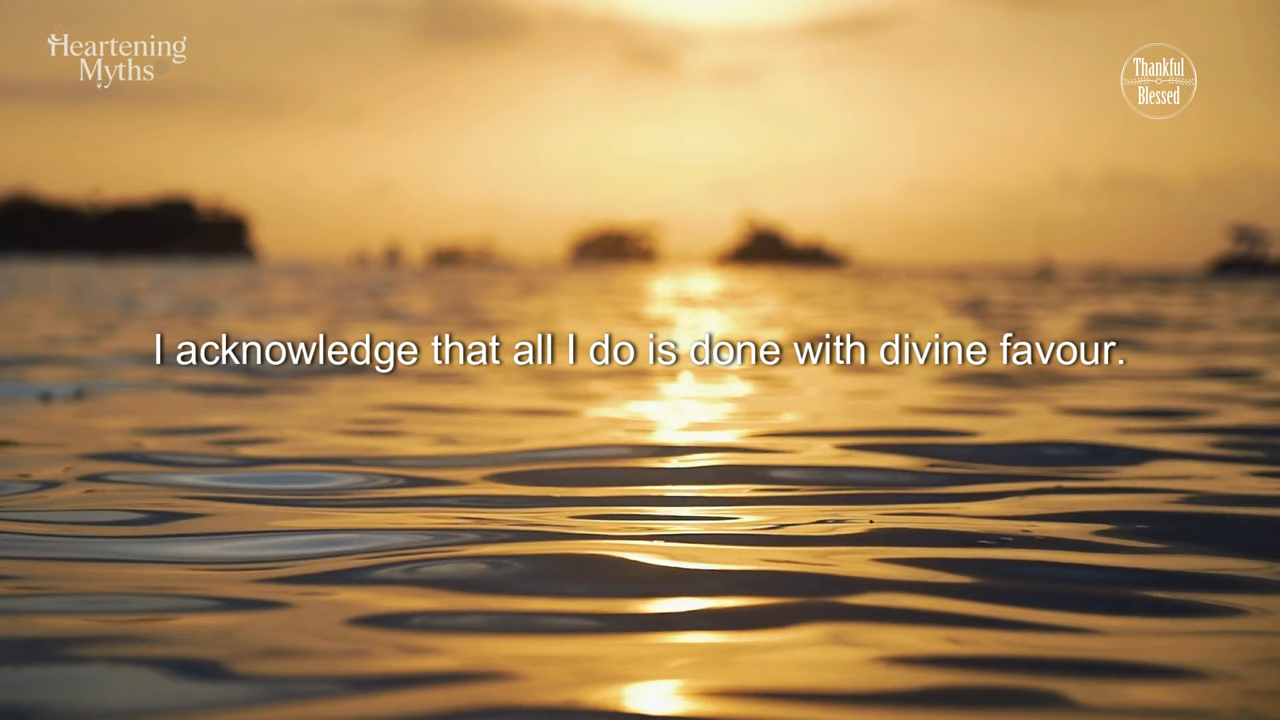 Heartening
Myths
Thankful
Blessed
I acknowledge that all I do is done with divine favour.